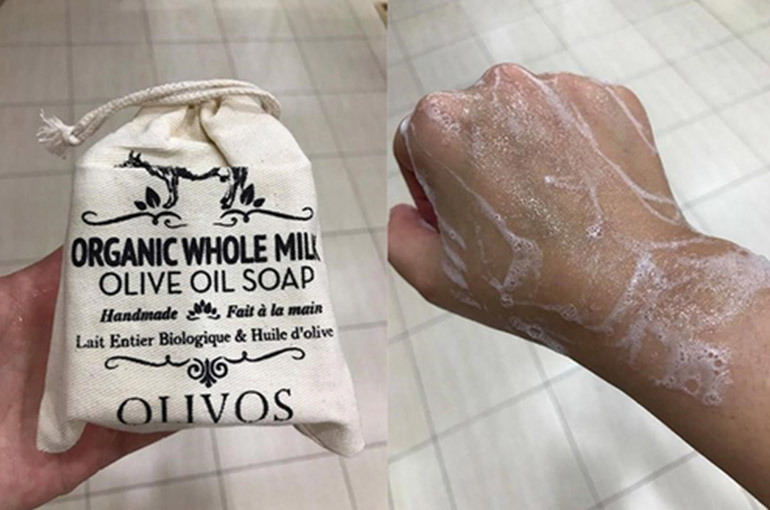 ORGANIC WHOLE MILK
OLIVE OIL SOAP
Handmade Fait à la main
Lait Entier Biologique & Huile d'olive
OLIVOS